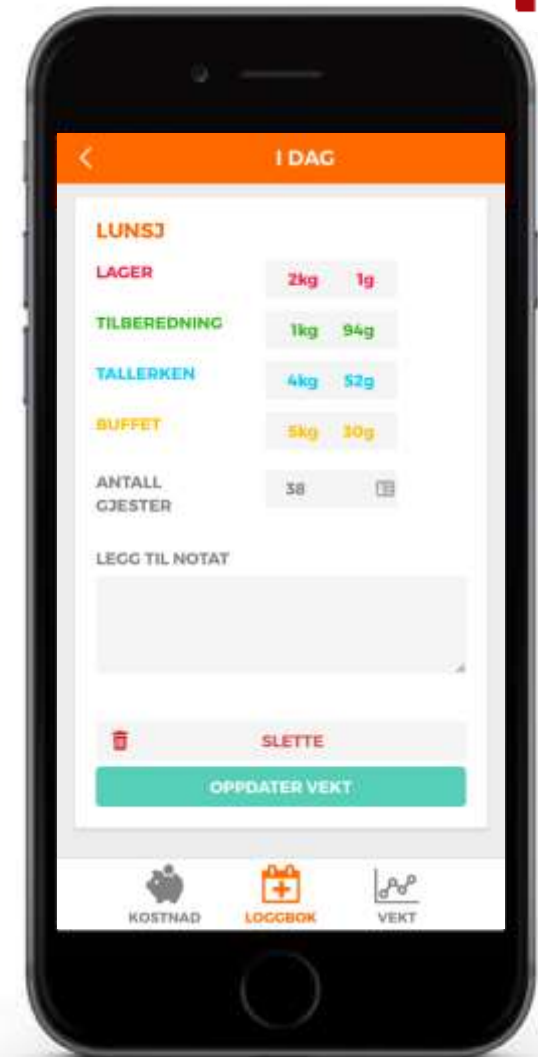 I DAG
LUNSJ
LAGER 2kg 1g
TILBEREDNING 1kg 94g
TALLERKEN 4kg 52g
BUFFET 5kg 30g
ANTALL
GJESTER 38
LEGG TIL NOTAT
SLETTE
OPPDATER VEKT
KOSTNAD LOGGBOK VEKT